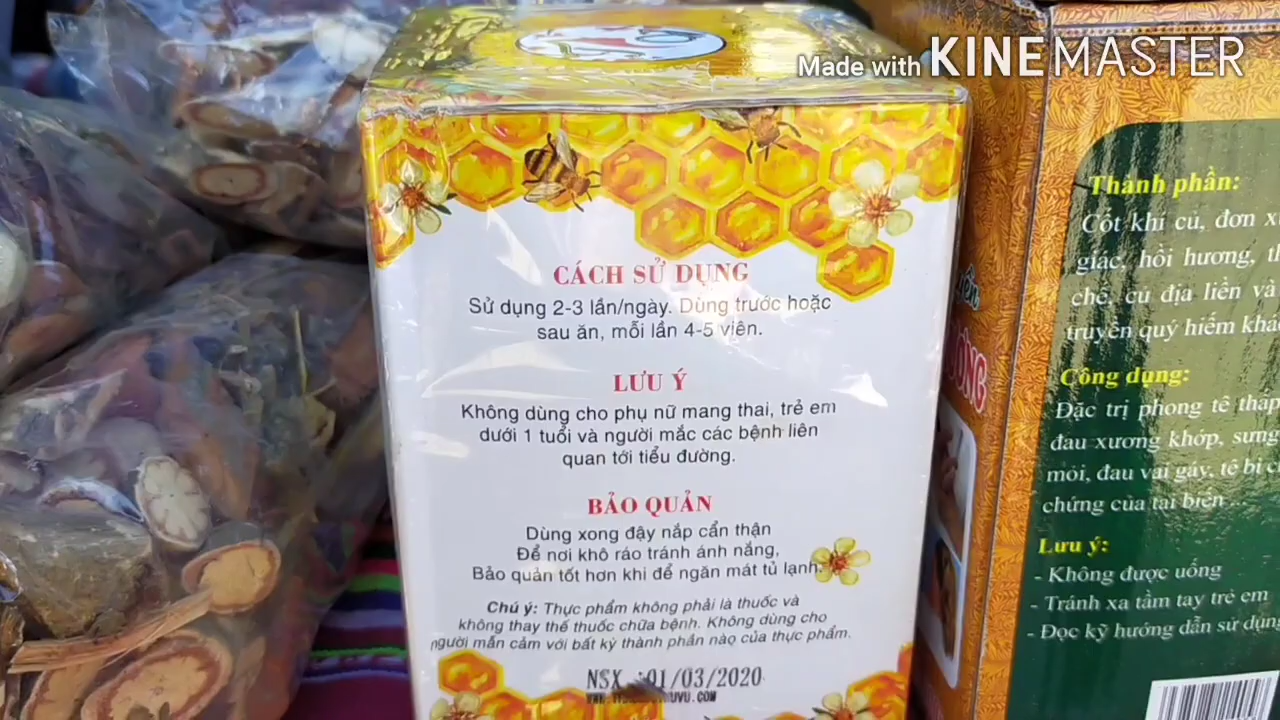 Made with KINEMASTER
CÁCH SỬ DỤNG
Sử dụng 2-3 lần/ngày. Dùng trước hoặc
sau ăn, mỗi lần 4-5 viên.
LƯU Ý
Không dùng cho phụ nữ mang thai, trẻ em
dưới 1 tuổi và người mắc các bệnh liên
quan tới tiểu đường.
BẢO QUẢN
Dùng xong đậy nắp cẩn thận
Để nơi khô ráo tránh ánh nắng,
Bảo quản tốt hơn khi để ngăn mát tủ lạnh.
Chú ý: Thực phẩm không phải là thuốc và
không thay thế thuốc chữa bệnh. Không dùng cho
người mẫn cảm với bất kỳ thành phần nào của thực phẩm.
NSX :01/03/2020
Thành phần:
Cốt khí củ, đơn
giác, hồi hương,
chế, củ địa liền và
truyền quý hiếm
Công dụng:
Đặc trị phong tê thấp
đau xương khớp, sưng
mỏi, đau vai gáy, tê bì
chứng của tai biến
Lưu ý:
- Không được uống
- Tránh xa tầm tay trẻ em
- Đọc kỹ hướng dẫn sử dụng